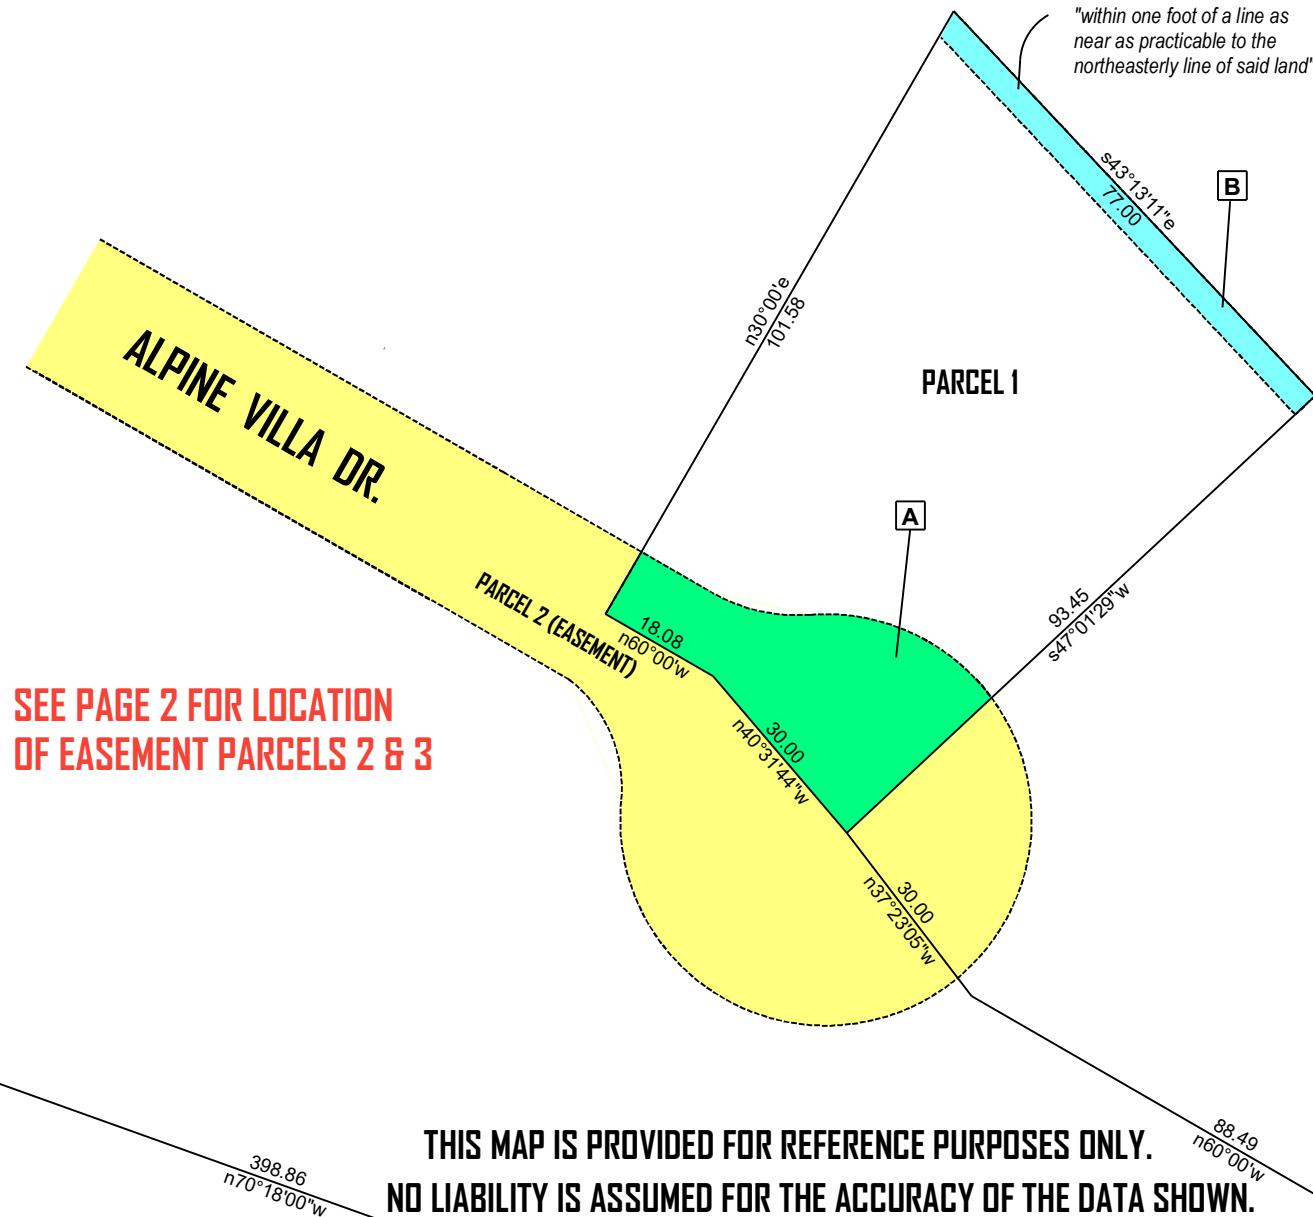 "within one foot of a line as
near as practicable to the
northeasterly line of said land"
s43°13'11"e
77.00
B
n30°00'e
101.58
PARCEL 1
ALPINE VILLA DR.
A
PARCEL 2 (EASEMENT)
18.08
n60°00'w
93.45
s47°01'29"w
SEE PAGE 2 FOR LOCATION
OF EASEMENT PARCELS 2 & 3
30.00
n40°31'44"w
30.00
n37°23'05"w
88.49
n60°00'w
398.86
n70°18'00"w
THIS MAP IS PROVIDED FOR REFERENCE PURPOSES ONLY.
NO LIABILITY IS ASSUMED FOR THE ACCURACY OF THE DATA SHOWN.